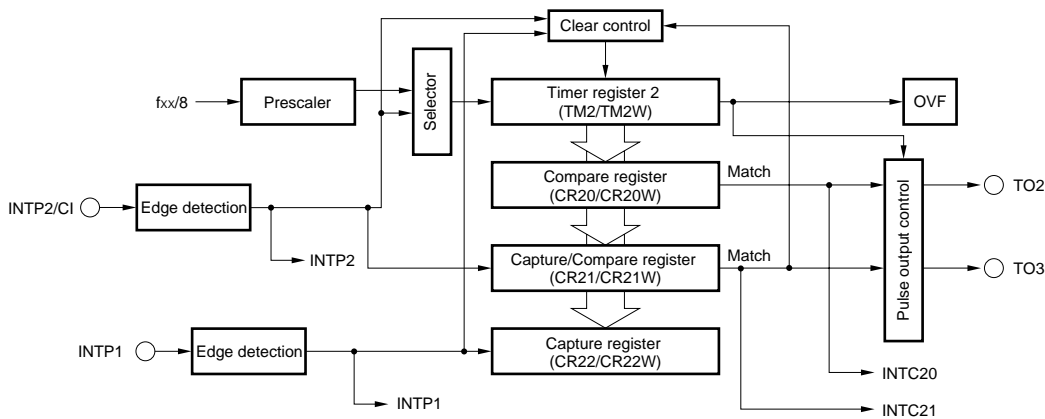 Clear control
fxx/8
Prescaler
Selector
Timer register 2
(TM2/TM2W)
OVF
Compare register
(CR20/CR20W)
Match
INTP2/CI
Edge detection
INTP2
Capture/Compare register
(CR21/CR21W)
Match
Pulse output control
TO2
TO3
INTP1
Edge detection
Capture register
(CR22/CR22W)
INTP1
INTC20
INTC21